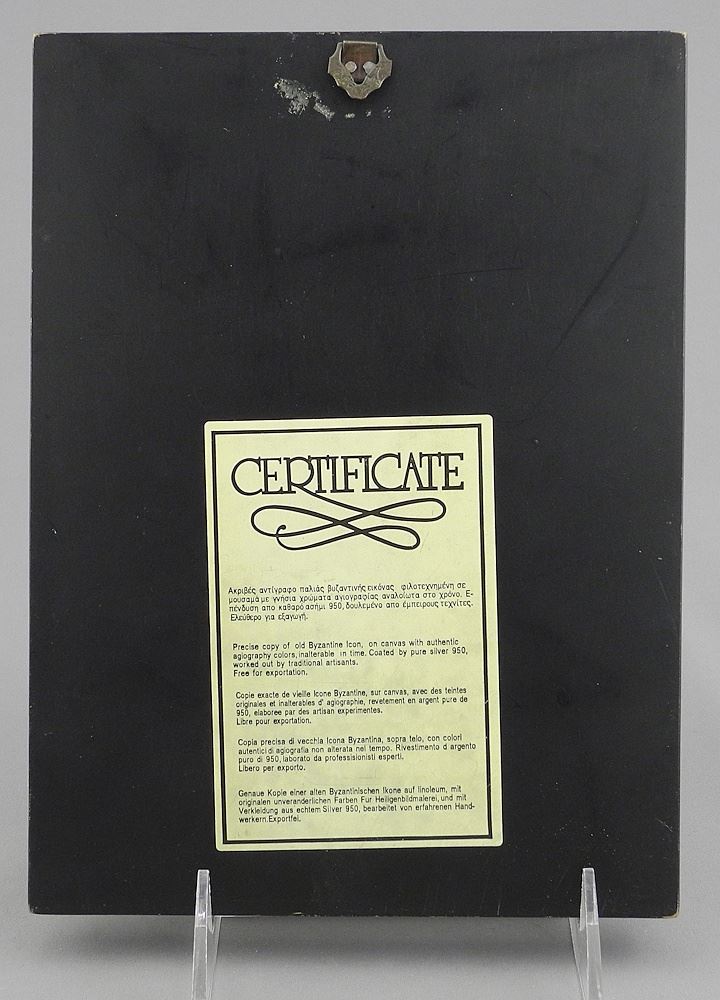 CERTIFICATE
Ακριβές αντίγραφο παλιάς βυζαντινής εικόνας φιλοτεχνημένη σε
μουσαμά με γνήσια χρώματα αγιογραφίας αναλοίωτα στο χρόνο. Ε-
πένδυση απο καθαρό ασήμι 950, δουλεμένο απο έμπειρους τεχνίτες.
Ελεύθερο για εξαγωγή.
Precise copy of old Byzantine Icon, on canvas with authentic
agiography colors, inalterable in time. Coated by pure silver 950,
worked out by traditional artisants.
Free for exportation.
Copie exacte de vieille Icone Byzantine, sur canvas, avec des teintes
originales et inalterables d' agiographie, revetement en argent pure de
950, elaboree par des artisan experimentes.
Libre pour exportation.
Copia precisa di vecchia Icona Byzantina, sopra telo, con colori
autentici di agiografia non alterata nel tempo. Rivestimento d argento
puro di 950, laborato da professisionisti esperti.
Libero per exporto.
Genaue Kopie einer alten Byzantinischen Ikone auf linoleum, mit
originalen unveranderlichen Farben Fur Heiligenbildmalerei, und mit
Verkleidung aus echtem Silver 950, bearbeitet von erfahrenen Hand-
werkern. Exportfei.